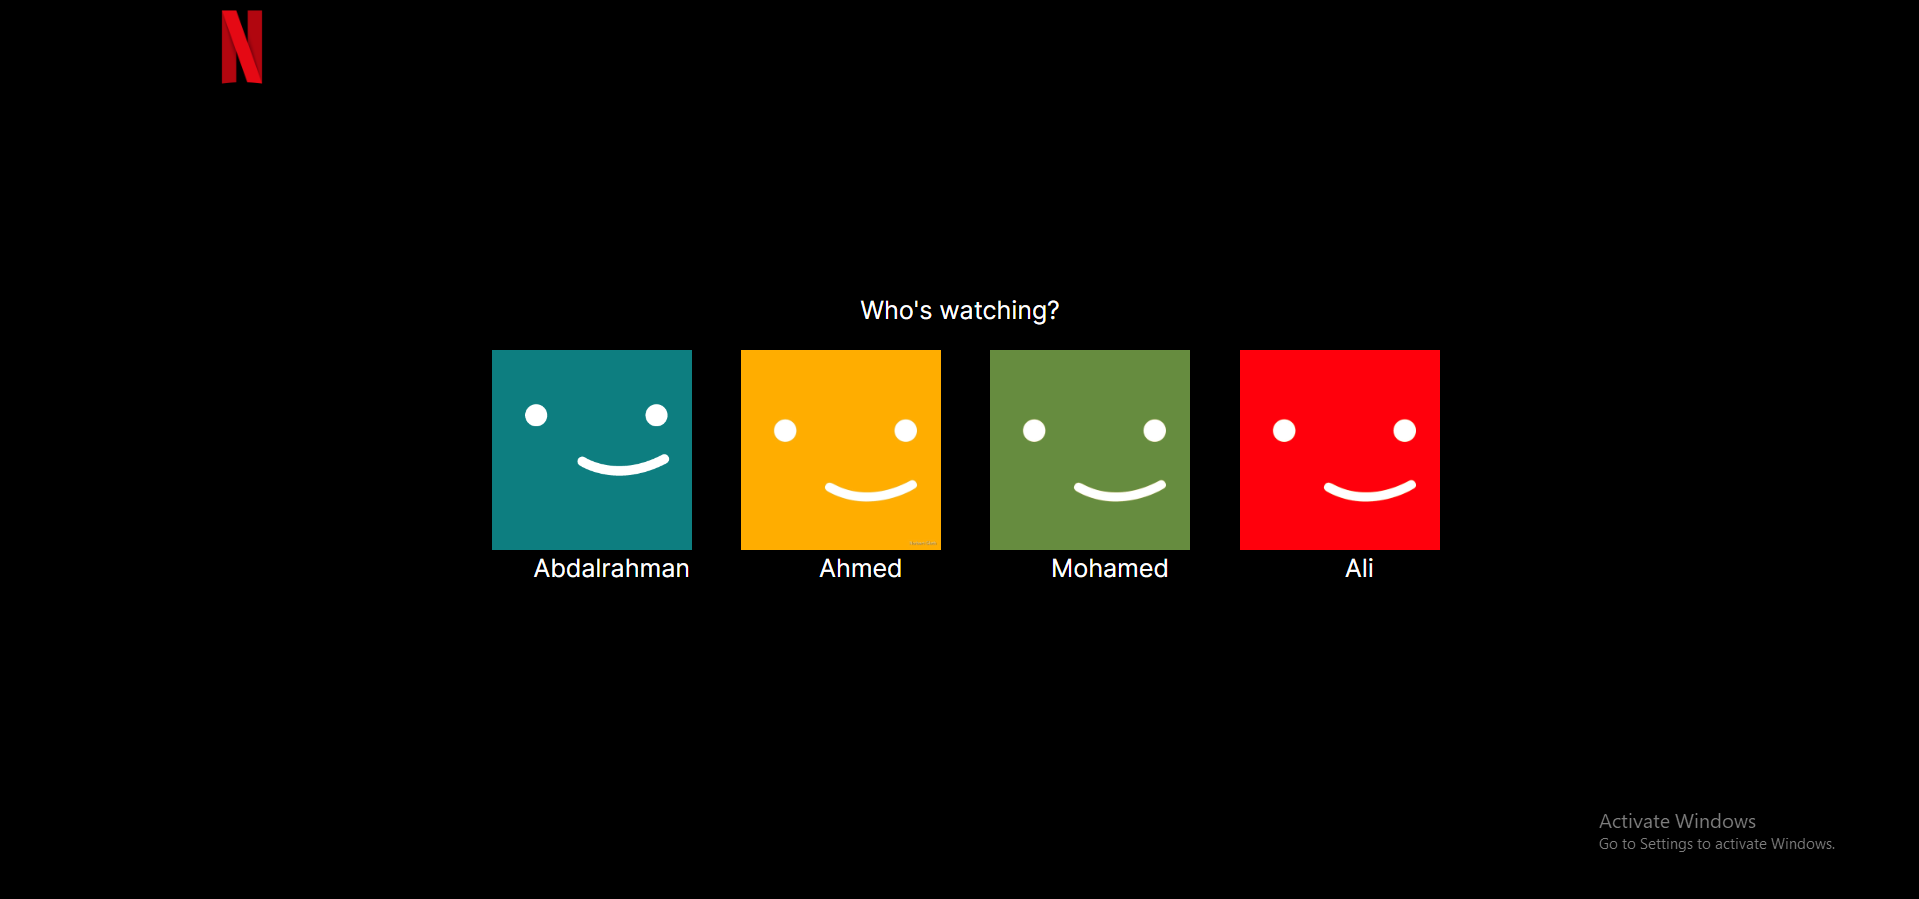 N
Who's watching?
Abdalrahman
Ahmed
Mohamed
Ali
Activate Windows
Go to Settings to activate Windows.